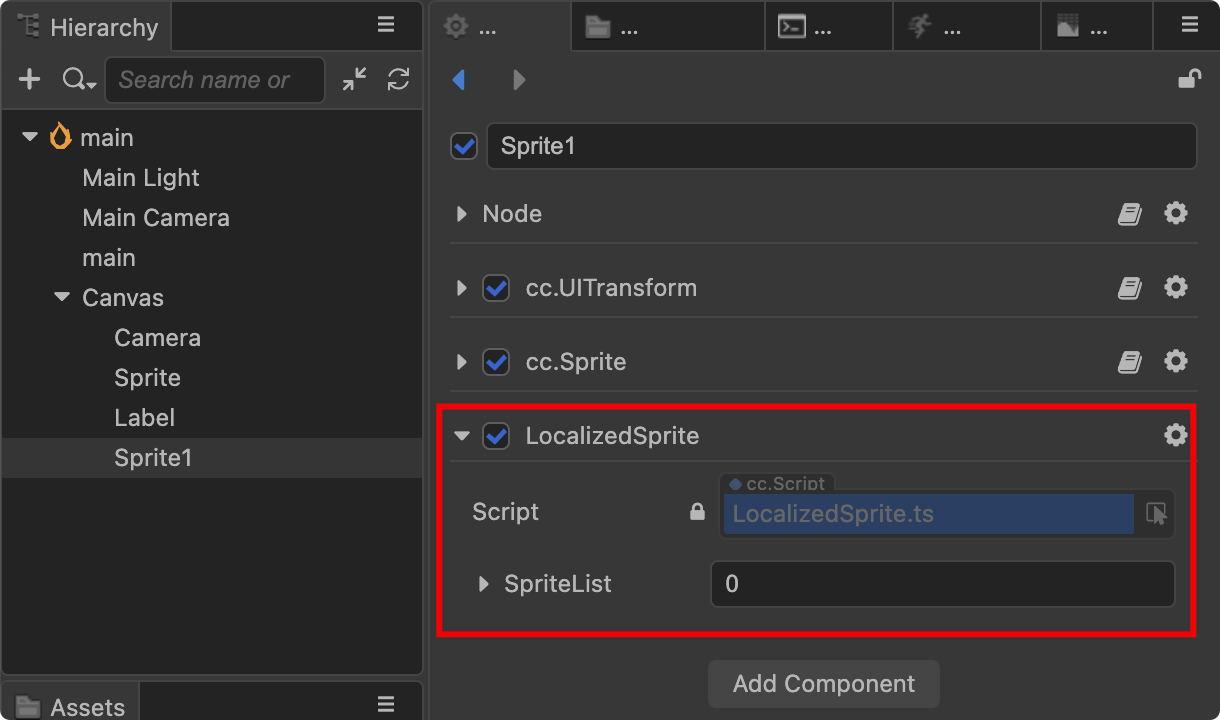 Hierarchy
Search name or
main
Main Light
Main Camera
main
Canvas
Camera
Sprite
Label
Sprite1
Assets
...
...
...
...
...
Sprite1
Node
cc.UITransform
cc.Sprite
LocalizedSprite
cc.Script
Script
LocalizedSprite.ts
SpriteList
0
Add Component